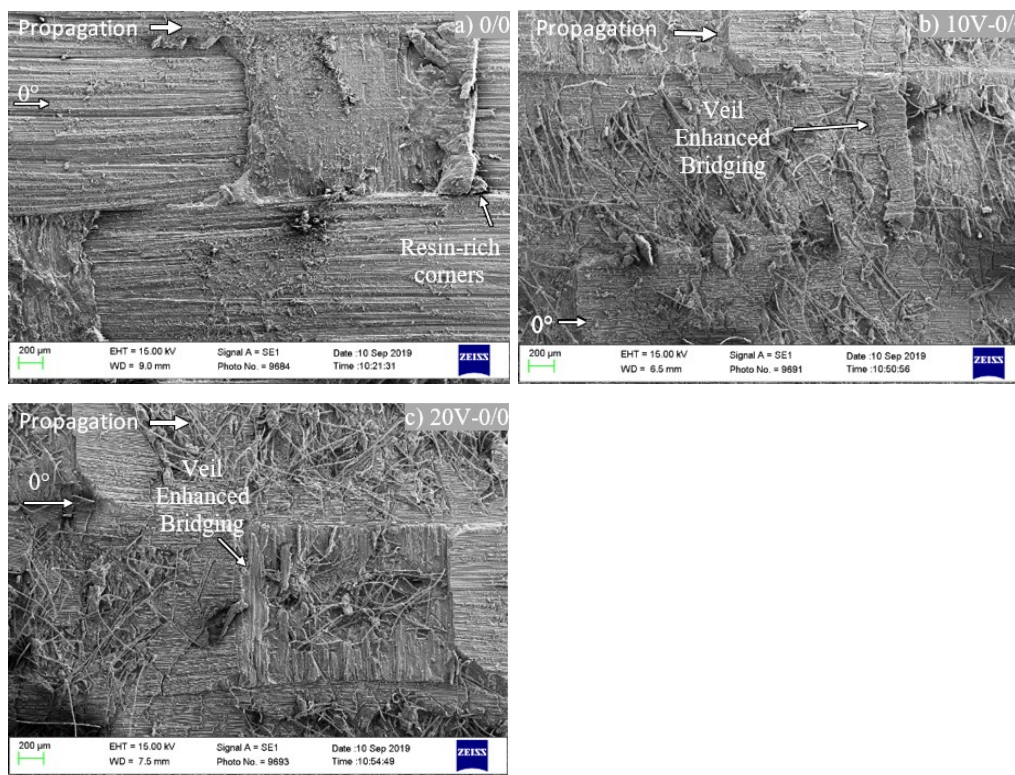 Propagation
a) 0/0
0°
Resin-rich
corners
200 µm
EHT = 15.00 kV
Signal A = SE1
Date :10 Sep 2019
WD = 9.0 mm
Photo No. = 9684
Time :10:21:31
ZEISS
Propagation
b) 10V-0/
Veil
Enhanced
Bridging
0°
200 µm
EHT = 15.00 kV
Signal A = SE1
Date :10 Sep 2019
WD = 6.5 mm
Photo No. = 9691
Time :10:50:56
ZEISS
Propagation
c) 20V-0/0
0°
Veil
Enhanced
Bridging
200 µm
EHT = 15.00 kV
Signal A = SE1
Date :10 Sep 2019
WD = 7.5 mm
Photo No. = 9693
Time :10:54:49
ZEISS